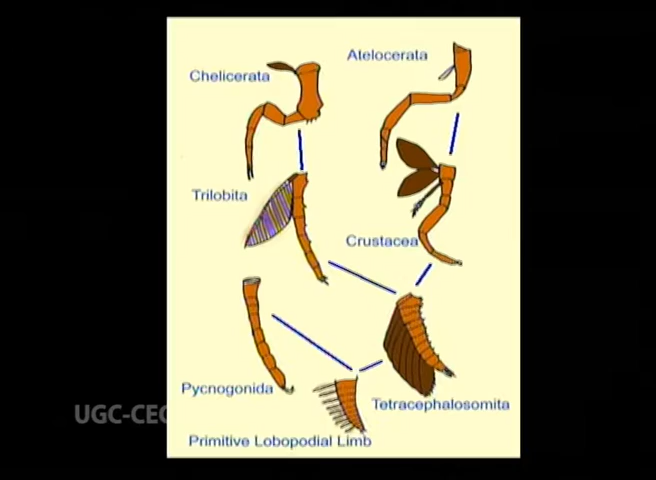 Atelocerata
Chelicerata
Trilobita
Crustacea
Pycnogonida
Tetracephalosomita
UGC-CEC
Primitive Lobopodial Limb